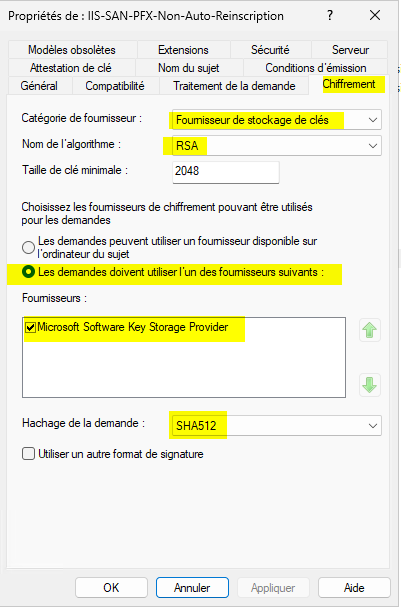 Propriétés de : IIS-SAN-PFX-Non-Auto-Reinscription
Modèles obsolètes Extensions Sécurité Serveur
Attestation de clé Nom du sujet Conditions d'émission
Général Compatibilité Traitement de la demande Chiffrement
Catégorie de fournisseur : Fournisseur de stockage de clés
Nom de l'algorithme : RSA
Taille de clé minimale : 2048
Choisissez les fournisseurs de chiffrement pouvant être utilisés
pour les demandes
Les demandes peuvent utiliser un fournisseur disponible sur
l'ordinateur du sujet
Les demandes doivent utiliser l'un des fournisseurs suivants :
Fournisseurs :
Microsoft Software Key Storage Provider
Hachage de la demande : SHA512
Utiliser un autre format de signature
OK Annuler Appliquer Aide